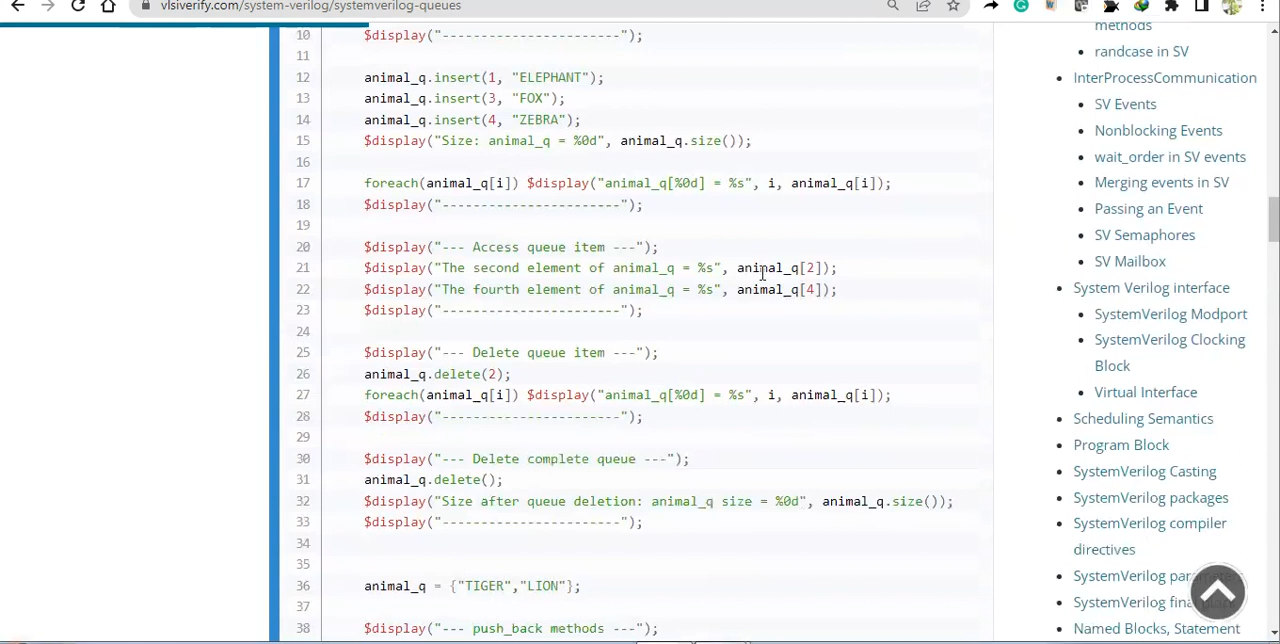 vlsiverify.com/system-verilog/systemverilog-queues
10 $display("-----------------------");
11
12 animal_q.insert(1, "ELEPHANT");
13 animal_q.insert(3, "FOX");
14 animal_q.insert(4, "ZEBRA");
15 $display("Size: animal_q = %0d", animal_q.size());
16
17 foreach(animal_q[i]) $display("animal_q[%0d] = %s", i, animal_q[i]);
18 $display("-----------------------");
19
20 $display("--- Access queue item ---");
21 $display("The second element of animal_q = %s", animal_q[2]);
22 $display("The fourth element of animal_q = %s", animal_q[4]);
23 $display("-----------------------");
24
25 $display("--- Delete queue item ---");
26 animal_q.delete(2);
27 foreach(animal_q[i]) $display("animal_q[%0d] = %s", i, animal_q[i]);
28 $display("-----------------------");
29
30 $display("--- Delete complete queue ---");
31 animal_q.delete();
32 $display("Size after queue deletion: animal_q size = %0d", animal_q.size());
33 $display("-----------------------");
34
35
36 animal_q = {"TIGER","LION"};
37
38 $display("--- push_back methods ---");
methods
randcase in SV
InterProcessCommunication
SV Events
Nonblocking Events
wait_order in SV events
Merging events in SV
Passing an Event
SV Semaphores
SV Mailbox
System Verilog interface
SystemVerilog Modport
SystemVerilog Clocking
Block
Virtual Interface
Scheduling Semantics
Program Block
SystemVerilog Casting
SystemVerilog packages
SystemVerilog compiler
directives
SystemVerilog
SystemVerilog
Named Blocks, Statement